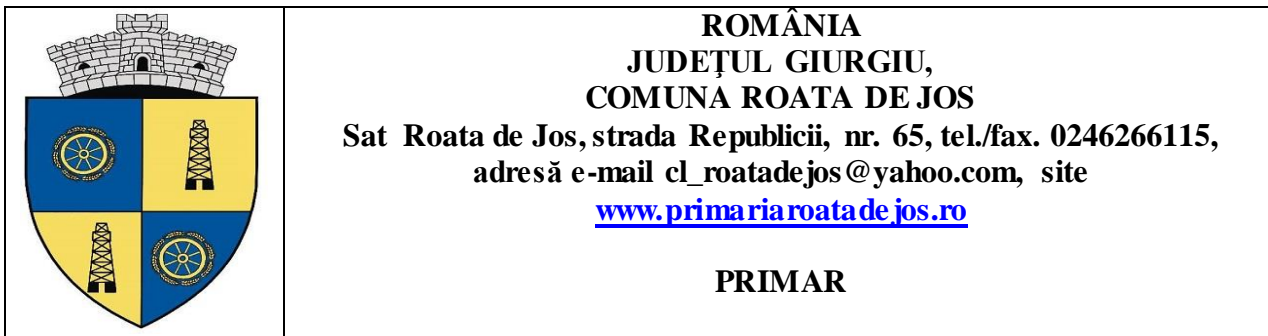 ROMÂNIA
JUDEŢUL GIURGIU,
COMUNA ROATA DE JOS
Sat Roata de Jos, strada Republicii, nr. 65, tel./fax. 0246266115,
adresă e-mail cl_roatadejos@yahoo.com, site
www.primariaroatadejos.ro
PRIMAR